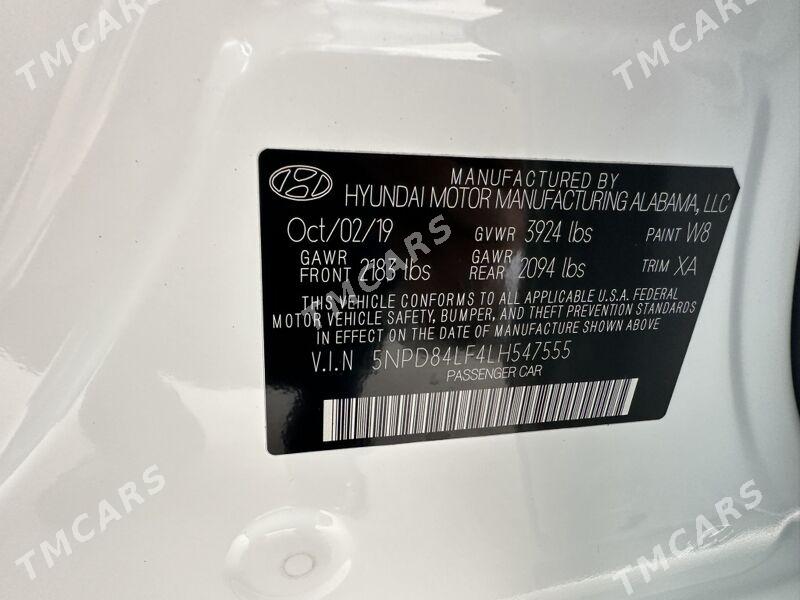 TMCARS
TMCARS
MANUFACTURED BY
HYUNDAI MOTOR MANUFACTURING ALABAMA, LLC
Oct/02/19 GVWR 3924 lbs PAINT W8
GAWR FRONT 2183 lbs GAWR REAR 2094 lbs TRIM XA
TMCARS
THIS VEHICLE CONFORMS TO ALL APPLICABLE U.S.A. FEDERAL
MOTOR VEHICLE SAFETY, BUMPER, AND THEFT PREVENTION STANDARDS
IN EFFECT ON THE DATE OF MANUFACTURE SHOWN ABOVE
V.I.N 5NPD84LF4LH547555
PASSENGER CAR
TMCARS
TMCARS